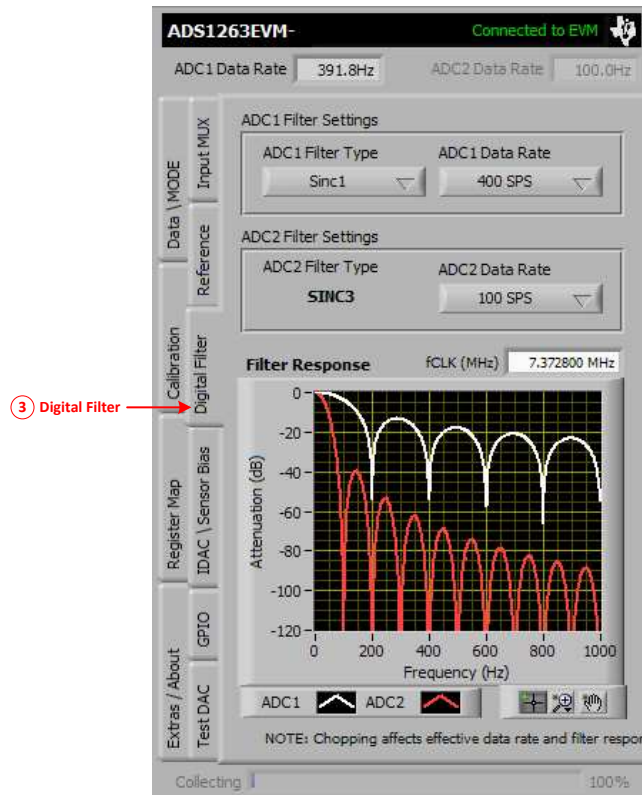 ADS1263EVM-
Connected to EVM
ADC1 Data Rate 391.8Hz
ADC2 Data Rate 100.0Hz
Data \ MODE
Calibration
Register Map
Extras / About
Input MUX
Reference
Digital Filter
IDAC \ Sensor Bias
GPIO
Test DAC
3 Digital Filter
ADC1 Filter Settings
ADC1 Filter Type
ADC1 Data Rate
Sinc1
400 SPS
ADC2 Filter Settings
ADC2 Filter Type
ADC2 Data Rate
SINC3
100 SPS
Filter Response
fCLK (MHz) 7.372800 MHz
Attenuation (dB)
0
-20
-40
-60
-80
-100
-120
0 200 400 600 800 1000
Frequency (Hz)
ADC1
ADC2
NOTE: Chopping affects effective data rate and filter respon
Collecting
100%